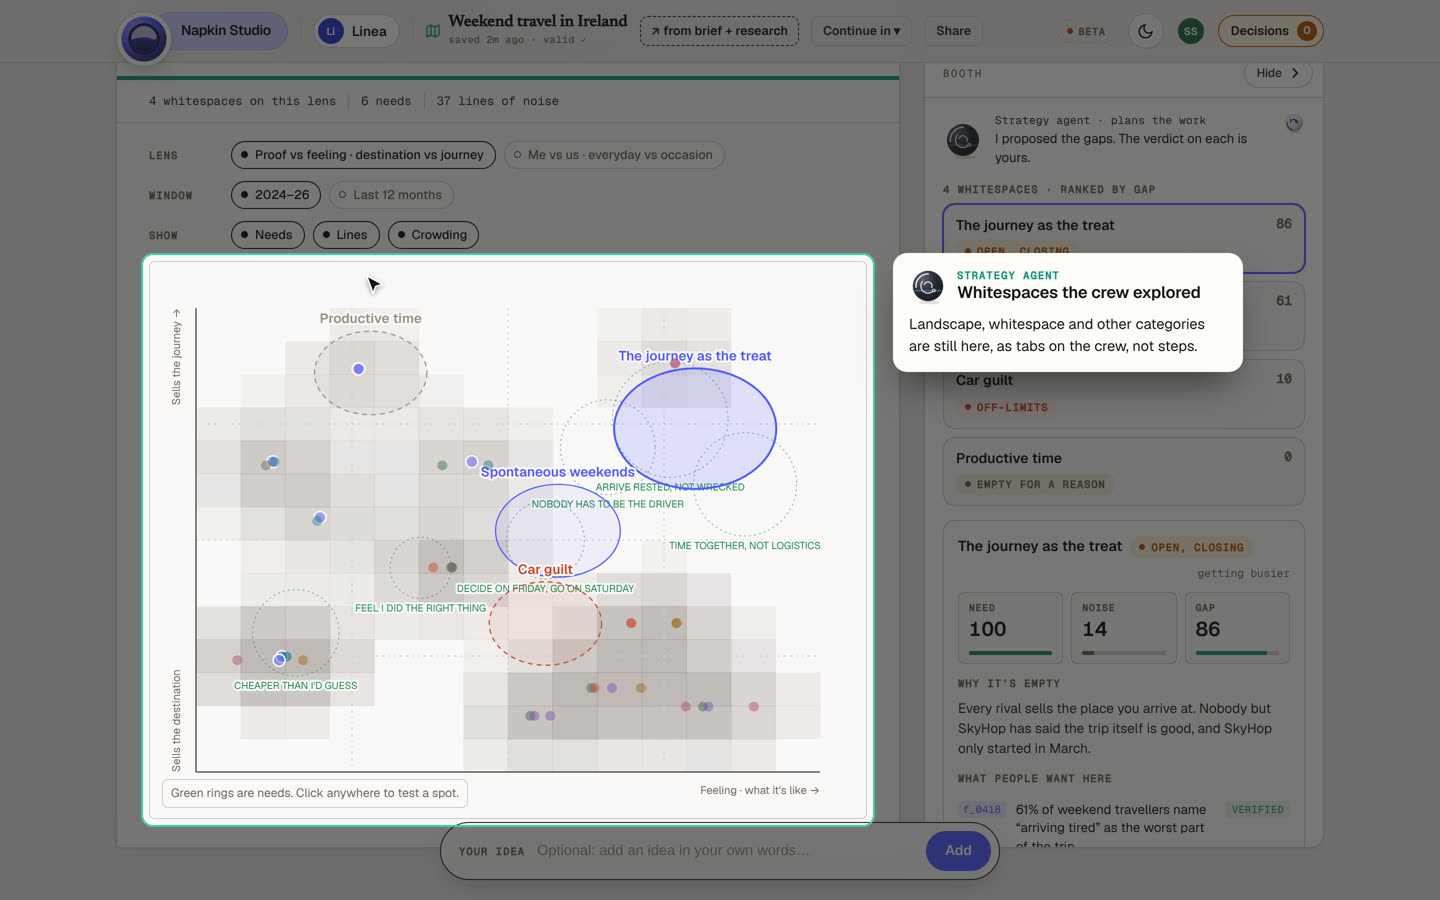 Napkin Studio
Li Linea
Weekend travel in Ireland
saved 2m ago · valid ✓
↗ from brief + research
Continue in ▾
Share
BETA
SS
Decisions 0
4 whitespaces on this lens
6 needs
37 lines of noise
LENS
Proof vs feeling · destination vs journey
Me vs us · everyday vs occasion
WINDOW
2024–26
Last 12 months
SHOW
Needs
Lines
Crowding
Sells the journey →
Sells the destination
Productive time
The journey as the treat
Spontaneous weekends
ARRIVE RESTED, NOT WRECKED
NOBODY HAS TO BE THE DRIVER
TIME TOGETHER, NOT LOGISTICS
Car guilt
DECIDE ON FRIDAY, GO ON SATURDAY
FEEL I DID THE RIGHT THING
CHEAPER THAN I'D GUESS
Green rings are needs. Click anywhere to test a spot.
Feeling · what it's like →
BOOTH
Hide
Strategy agent · plans the work
I proposed the gaps. The verdict on each is
yours.
4 WHITESPACES · RANKED BY GAP
The journey as the treat 86
OPEN, CLOSING
STRATEGY AGENT
Whitespaces the crew explored
Landscape, whitespace and other categories
are still here, as tabs on the crew, not steps.
61
Car guilt 10
OFF-LIMITS
Productive time 0
EMPTY FOR A REASON
The journey as the treat
OPEN, CLOSING
getting busier
NEED
100
NOISE
14
GAP
86
WHY IT'S EMPTY
Every rival sells the place you arrive at. Nobody but
SkyHop has said the trip itself is good, and SkyHop
only started in March.
WHAT PEOPLE WANT HERE
f_0418
61% of weekend travellers name
“arriving tired” as the worst part
of the trip
VERIFIED
YOUR IDEA
Optional: add an idea in your own words...
Add